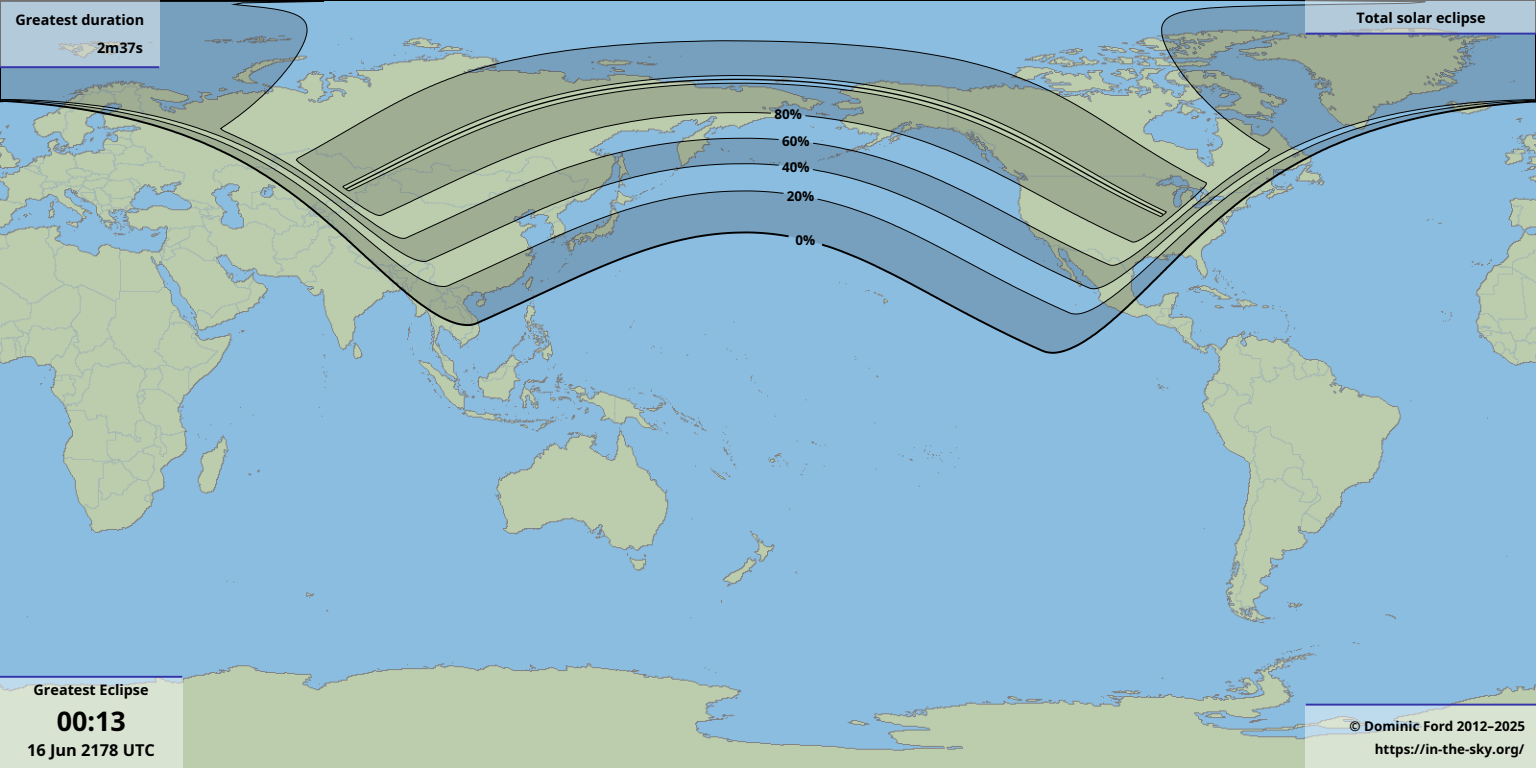 Greatest duration
2m37s
Total solar eclipse
80%
60%
40%
20%
0%
Greatest Eclipse
00:13
16 Jun 2178 UTC
© Dominic Ford 2012–2025
https://in-the-sky.org/